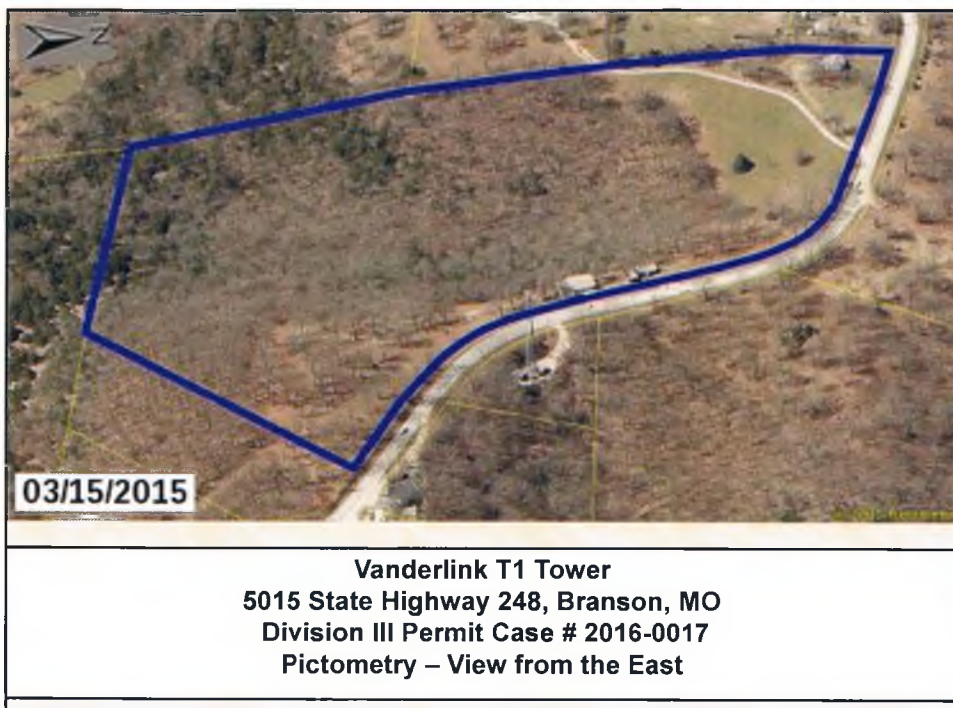 Z
03/15/2015
Vanderlink T1 Tower
5015 State Highway 248, Branson, MO
Division III Permit Case # 2016-0017
Pictometry – View from the East